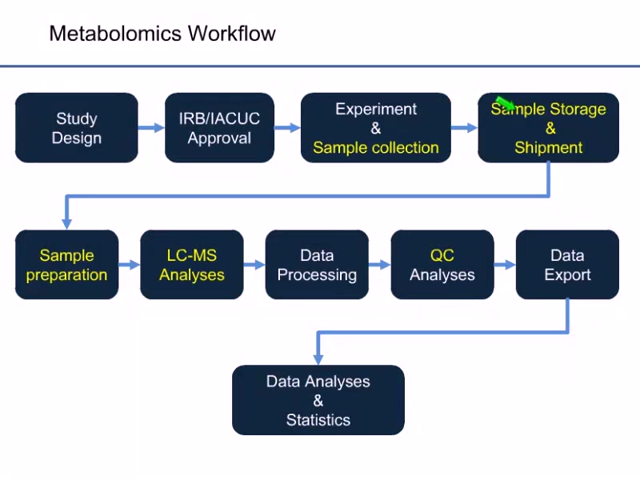 Metabolomics Workflow
Study
Design
IRB/IACUC
Approval
Experiment
&
Sample collection
Sample Storage
&
Shipment
Sample
preparation
LC-MS
Analyses
Data
Processing
QC
Analyses
Data
Export
Data Analyses
&
Statistics